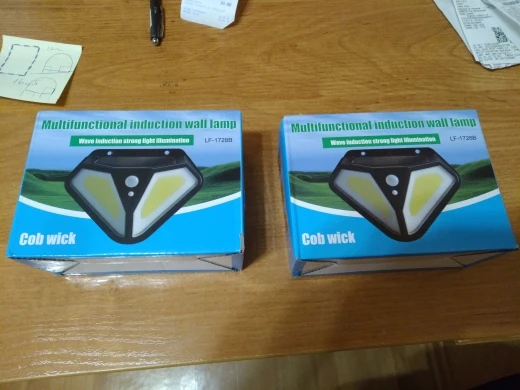 Multifunctional induction wall lamp
Wave induction strong light illumination
LF-1728B
Cob wick
Multifunctional induction wall lamp
Wave induction strong light illumination
LF-1728B
Cob wick